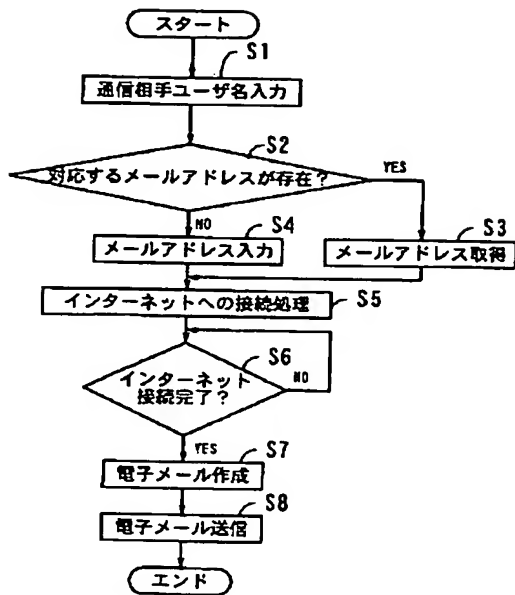 スタート
S1
通信相手ユーザ名入力
S2
対応するメールアドレスが存在?
YES
NO
S4
S3
メールアドレス入力
メールアドレス取得
インターネットへの接続処理
S5
S6
インターネット
接続完了?
NO
YES
S7
電子メール作成
S8
電子メール送信
エンド